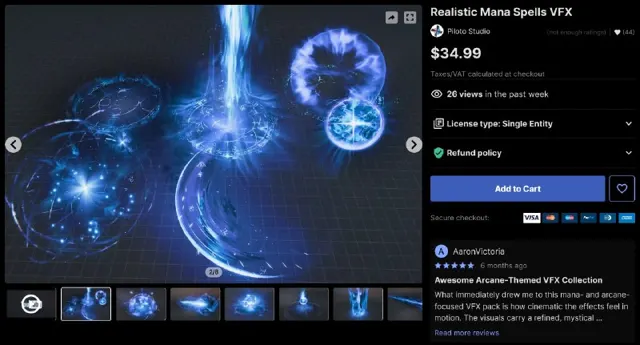 Realistic Mana Spells VFX
Piloto Studio
(not enough ratings)
(44)
$34.99
Taxes/VAT calculated at checkout
26 views in the past week
License type: Single Entity
Refund policy
Add to Cart
Secure checkout:
VISA
2/8
A AaronVictoria
6 months ago
Awesome Arcane-Themed VFX Collection
What immediately drew me to this mana- and arcane-
focused VFX pack is how cinematic the effects feel in
motion. The visuals carry a refined, mystical ...
Read more reviews